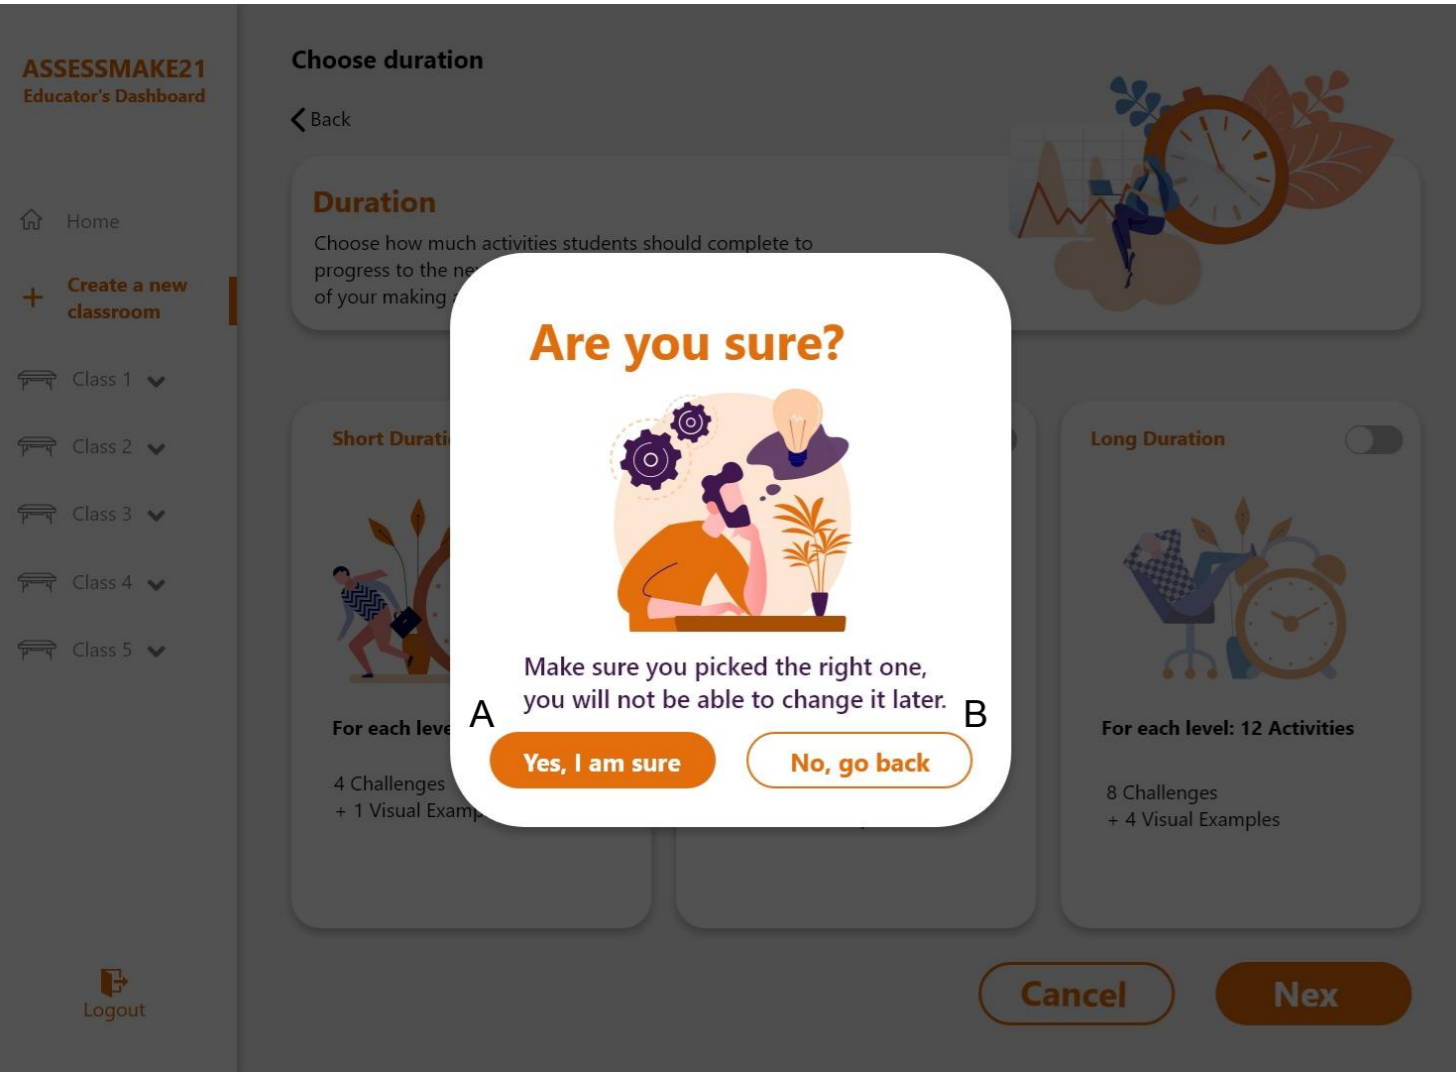 ASSESSMAKE21
Educator's Dashboard
Home
Create a new
classroom
Class 1
Class 2
Class 3
Class 4
Class 5
Logout
Choose duration
Back
Duration
Choose how much activities students should complete to
progress to the
of your making
Short
For each
4 Challenges
+ 1 Visual
Long Duration
For each level: 12 Activities
8 Challenges
+ 4 Visual Examples
Are you sure?
Make sure you picked the right one,
you will not be able to change it later.
A
B
Yes, I am sure
No, go back
Cancel
Nex